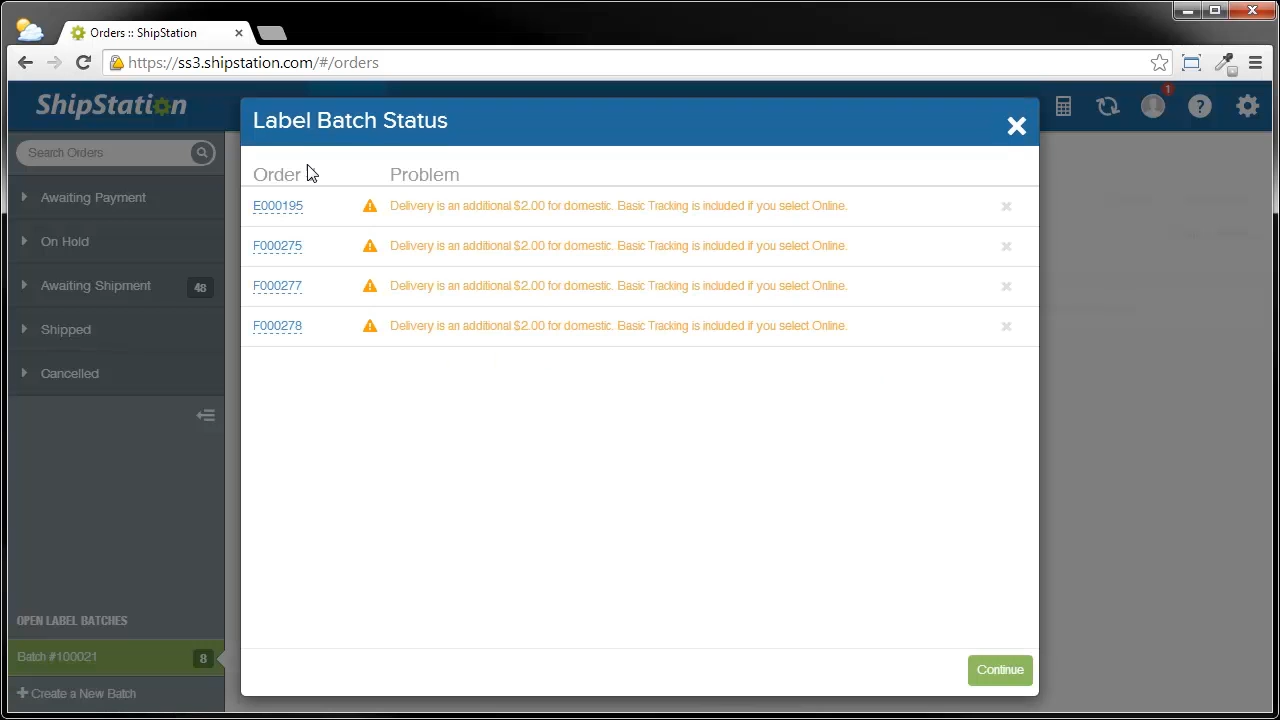 Orders :: ShipStation
https://ss3.shipstation.com/#/orders
ShipStation
1
Search Orders
Awaiting Payment
On Hold
Awaiting Shipment 48
Shipped
Cancelled
OPEN LABEL BATCHES
Batch #100021 8
Create a New Batch
Label Batch Status
Order Problem
E000195 Delivery is an additional $2.00 for domestic. Basic Tracking is included if you select Online.
F000275 Delivery is an additional $2.00 for domestic. Basic Tracking is included if you select Online.
F000277 Delivery is an additional $2.00 for domestic. Basic Tracking is included if you select Online.
F000278 Delivery is an additional $2.00 for domestic. Basic Tracking is included if you select Online.
Continue